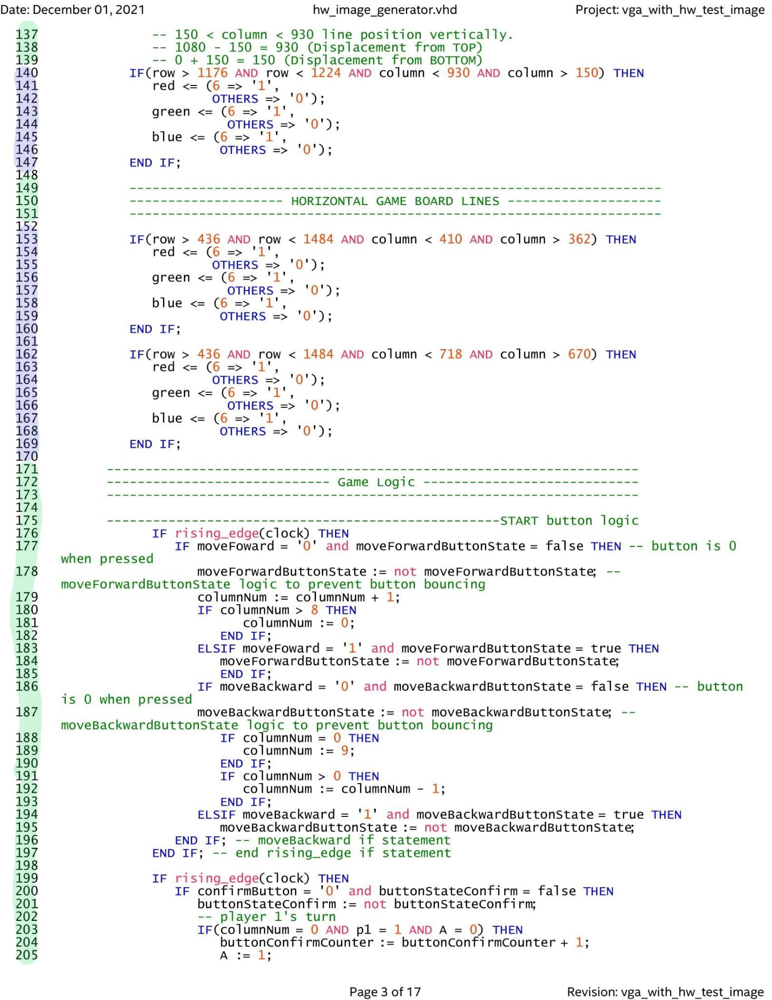 Date: December 01, 2021 hw_image_generator.vhd Project: vga_with_hw_test_image
137 -- 150 < column < 930 line position vertically.
138 -- 1080 - 150 = 930 (Displacement from TOP)
139 -- 0 + 150 = 150 (Displacement from BOTTOM)
140 IF(row > 1176 AND row < 1224 AND column < 930 AND column > 150) THEN
141 red <= (6 => '1',
142 OTHERS => '0');
143 green <= (6 => '1',
144 OTHERS => '0');
145 blue <= (6 => '1',
146 OTHERS => '0');
147 END IF;
148
149 ----------------------------------------------------------------------
150 -------------------- HORIZONTAL GAME BOARD LINES --------------------
151 ----------------------------------------------------------------------
152
153 IF(row > 436 AND row < 1484 AND column < 410 AND column > 362) THEN
154 red <= (6 => '1',
155 OTHERS => '0');
156 green <= (6 => '1',
157 OTHERS => '0');
158 blue <= (6 => '1',
159 OTHERS => '0');
160 END IF;
161
162 IF(row > 436 AND row < 1484 AND column < 718 AND column > 670) THEN
163 red <= (6 => '1',
164 OTHERS => '0');
165 green <= (6 => '1',
166 OTHERS => '0');
167 blue <= (6 => '1',
168 OTHERS => '0');
169 END IF;
170
171 ----------------------------------------------------------------------
172 ----------------------------- Game Logic ----------------------------
173 ----------------------------------------------------------------------
174
175 ----------------------------------------------------START button logic
176 IF rising_edge(clock) THEN
177 IF moveFoward = '0' and moveForwardButtonState = false THEN -- button is 0
when pressed
178 moveForwardButtonState := not moveForwardButtonState; --
moveForwardButtonState logic to prevent button bouncing
179 columnNum := columnNum + 1;
180 IF columnNum > 8 THEN
181 columnNum := 0;
182 END IF;
183 ELSIF moveFoward = '1' and moveForwardButtonState = true THEN
184 moveForwardButtonState := not moveForwardButtonState;
185 END IF;
186 IF moveBackward = '0' and moveBackwardButtonState = false THEN -- button
is 0 when pressed
187 moveBackwardButtonState := not moveBackwardButtonState; --
moveBackwardButtonState logic to prevent button bouncing
188 IF columnNum = 0 THEN
189 columnNum := 9;
190 END IF;
191 IF columnNum > 0 THEN
192 columnNum := columnNum - 1;
193 END IF;
194 ELSIF moveBackward = '1' and moveBackwardButtonState = true THEN
195 moveBackwardButtonState := not moveBackwardButtonState;
196 END IF; -- moveBackward if statement
197 END IF; -- end rising_edge if statement
198
199 IF rising_edge(clock) THEN
200 IF confirmButton = '0' and buttonStateConfirm = false THEN
201 buttonStateConfirm := not buttonStateConfirm;
202 -- player 1's turn
203 IF(columnNum = 0 AND p1 = 1 AND A = 0) THEN
204 buttonConfirmCounter := buttonConfirmCounter + 1;
205 A := 1;
Page 3 of 17 Revision: vga_with_hw_test_image